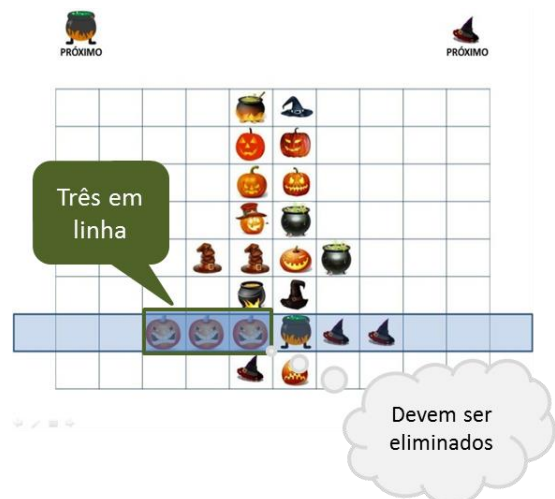 PRÓXIMO
PRÓXIMO
Três em
linha
Devem ser
eliminados